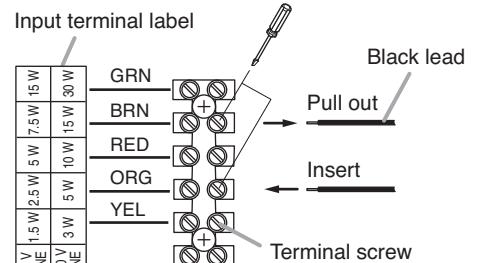 Input terminal label
Black lead
15 W 30 W GRN
7.5 W 15 W BRN
Pull out
5 W 10 W RED
2.5 W 5 W ORG
Insert
1.5 W 3 W YEL
Terminal screw